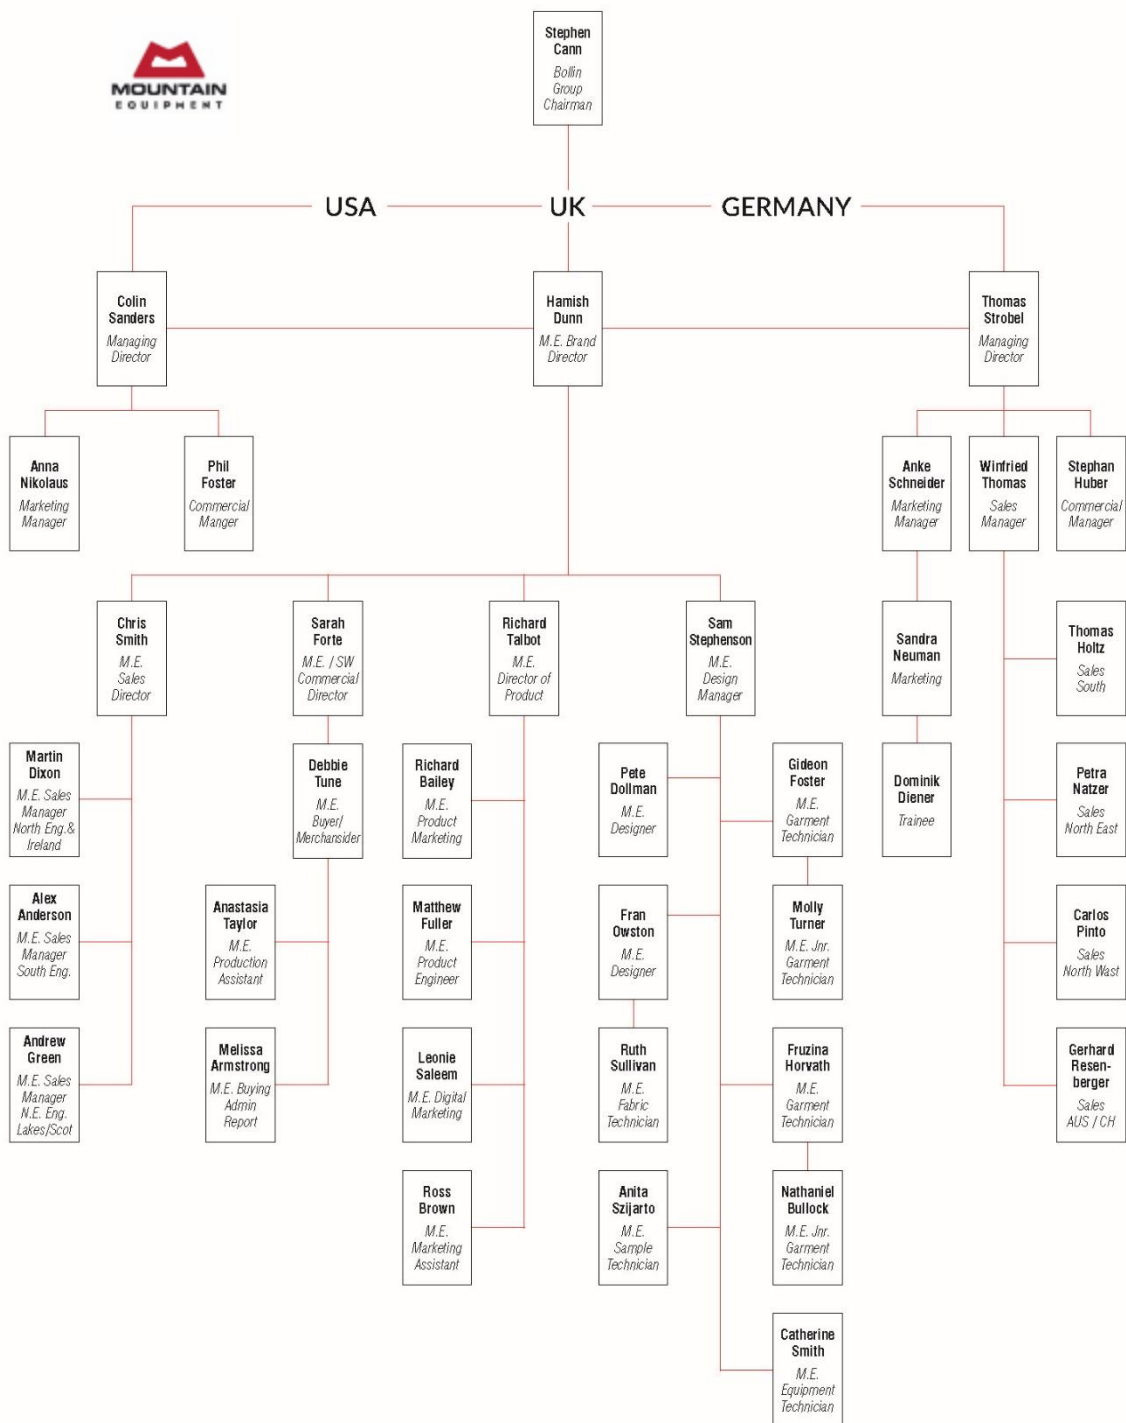 Stephen
Cann
Bollin
Group
Chairman
MOUNTAIN
EQUIPMENT
USA
UK
GERMANY
Colin
Sanders
Managing
Director
Hamish
Dunn
M.E. Brand
Director
Thomas
Strobel
Managing
Director
Anna
Nikolaus
Marketing
Manager
Phil
Foster
Commercial
Manger
Anke
Schneider
Marketing
Manager
Winfried
Thomas
Sales
Manager
Stephan
Huber
Commercial
Manager
Chris
Smith
M.E.
Sales
Director
Sarah
Forte
M.E. / SW
Commercial
Director
Richard
Talbot
M.E.
Director of
Product
Sam
Stephenson
M.E.
Design
Manager
Sandra
Neuman
Marketing
Thomas
Holtz
Sales
South
Martin
Dixon
M.E. Sales
Manager
North Eng.&
Ireland
Debbie
Tune
M.E.
Buyer/
Merchansider
Richard
Bailey
M.E.
Product
Marketing
Pete
Dollman
M.E.
Designer
Gideon
Foster
M.E.
Garment
Technician
Dominik
Diener
Trainee
Petra
Natzer
Sales
North East
Alex
Anderson
M.E. Sales
Manager
South Eng.
Anastasia
Taylor
M.E.
Production
Assistant
Matthew
Fuller
M.E.
Product
Engineer
Fran
Owston
M.E.
Designer
Molly
Turner
M.E. Jnr.
Garment
Technician
Carlos
Pinto
Sales
North Wast
Andrew
Green
M.E. Sales
Manager
N.E. Eng.
Lakes/Scot
Melissa
Armstrong
M.E. Buying
Admin
Report
Leonie
Saleem
M.E. Digital
Marketing
Ruth
Sullivan
M.E.
Fabric
Technician
Fruzina
Horvath
M.E.
Garment
Technician
Gerhard
Resen-
berger
Sales
AUS / CH
Ross
Brown
M.E.
Marketing
Assistant
Anita
Szijarto
M.E.
Sample
Technician
Nathaniel
Bullock
M.E. Jnr.
Garment
Technician
Catherine
Smith
M.E.
Equipment
Technician